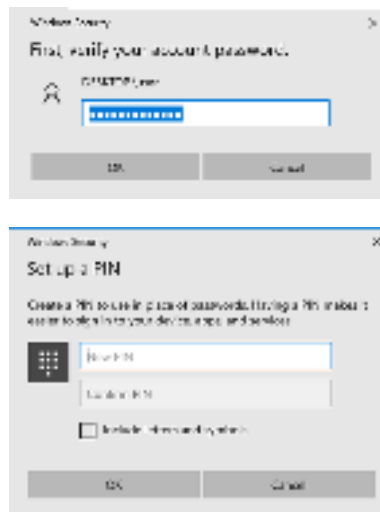 Windows Security
First, verify your account password.
DESKTOP\user
OK
Cancel
Windows Security
Set up a PIN
Create a PIN to use in place of passwords. Having a PIN makes it
easier to sign in to your device, apps, and services.
New PIN
Confirm PIN
Include letters and symbols
OK
Cancel